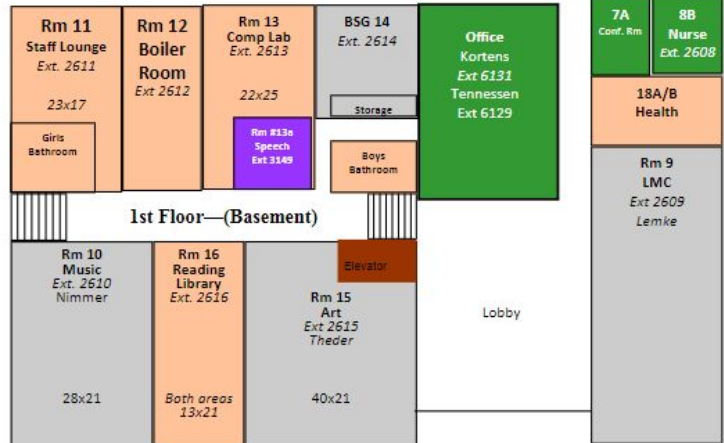 Rm 11
Staff Lounge
Ext. 2611
23x17
Girls
Bathroom
Rm 12
Boiler
Room
Ext 2612
Rm 13
Comp Lab
Ext. 2613
22x25
Rm #13a
Speech
Ext 3149
BSG 14
Ext. 2614
Storage
Boys
Bathroom
Office
Kortens
Ext 6131
Tennessen
Ext 6129
7A
Conf. Rm
8B
Nurse
Ext. 2608
18A/B
Health
Rm 9
LMC
Ext 2609
Lemke
1st Floor—(Basement)
Rm 10
Music
Ext. 2610
Nimmer
28x21
Rm 16
Reading
Library
Ext. 2616
Both areas
13x21
Elevator
Rm 15
Art
Ext 2615
Theder
40x21
Lobby